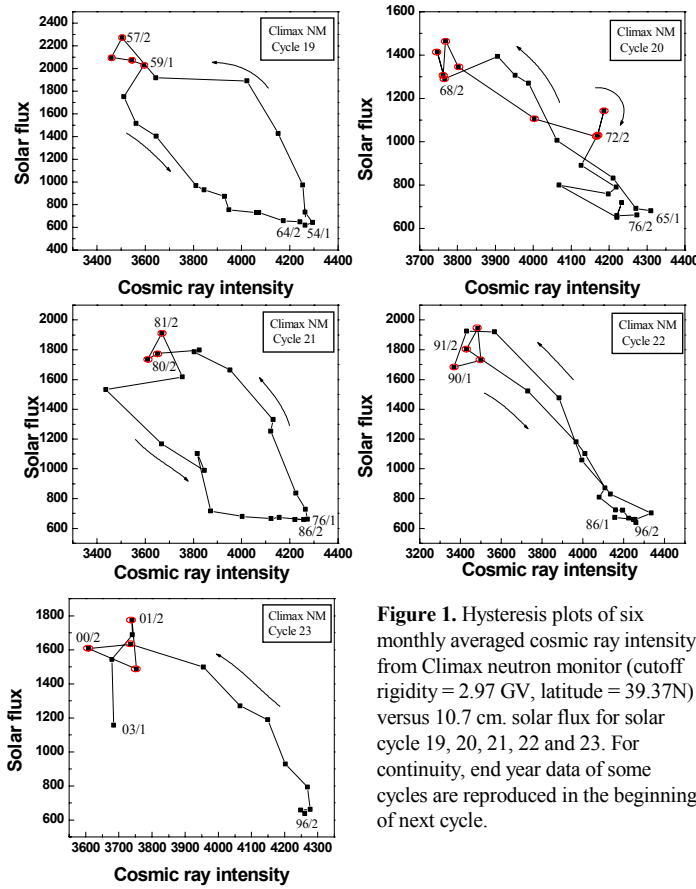 Climax NM
Cycle 19
2400
2200
2000
1800
1600
1400
1200
1000
800
600
400
57/2
59/1
64/2
54/1
3400 3600 3800 4000 4200 4400
Cosmic ray intensity
Solar flux
Climax NM
Cycle 20
1600
1400
1200
1000
800
600
68/2
72/2
76/2
65/1
3700 3800 3900 4000 4100 4200 4300 4400
Cosmic ray intensity
Solar flux
Climax NM
Cycle 21
2000
1800
1600
1400
1200
1000
800
600
81/2
80/2
76/1
86/2
3400 3600 3800 4000 4200 4400
Cosmic ray intensity
Solar flux
Climax NM
Cycle 22
2000
1800
1600
1400
1200
1000
800
600
91/2
90/1
86/1
96/2
3200 3400 3600 3800 4000 4200 4400
Cosmic ray intensity
Solar flux
Climax NM
Cycle 23
1800
1600
1400
1200
1000
800
600
00/2
01/2
03/1
96/2
3600 3700 3800 3900 4000 4100 4200 4300
Cosmic ray intensity
Solar flux
Figure 1. Hysteresis plots of six
monthly averaged cosmic ray intensity
from Climax neutron monitor (cutoff
rigidity = 2.97 GV, latitude = 39.37N)
versus 10.7 cm. solar flux for solar
cycle 19, 20, 21, 22 and 23. For
continuity, end year data of some
cycles are reproduced in the beginning
of next cycle.